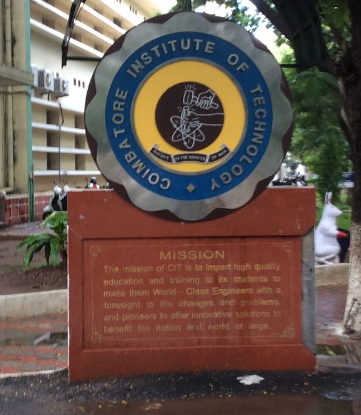 COIMBATORE INSTITUTE OF TECHNOLOGY
MISSION
The mission of CIT is to impart high quality
education and training to its students to
make them World - Class Engineers with a
foresight to the changes and problems,
and pioneers to offer innovative solutions to
benefit the nation and world at large.